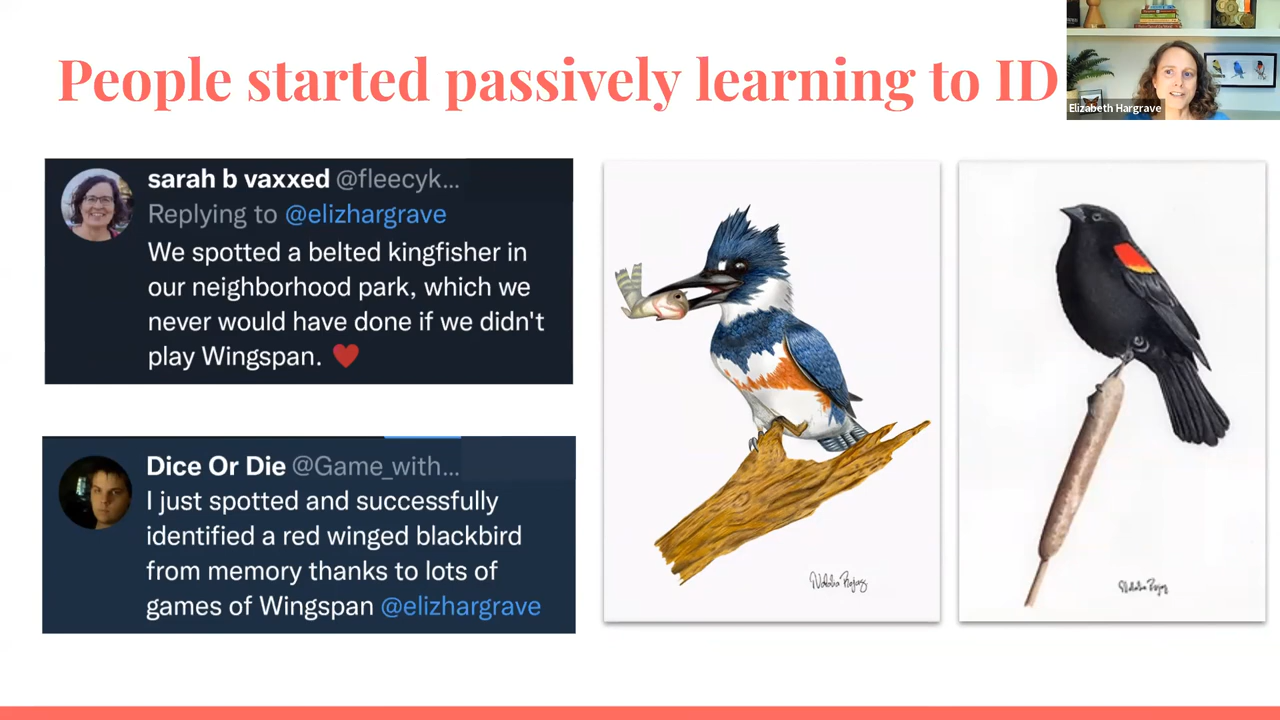 People started passively learning to ID
Elizabeth Hargrave
sarah b vaxxed @fleecyk...
Replying to @elizhargrave
We spotted a belted kingfisher in
our neighborhood park, which we
never would have done if we didn't
play Wingspan. ❤️
Dice Or Die @Game_with...
I just spotted and successfully
identified a red winged blackbird
from memory thanks to lots of
games of Wingspan @elizhargrave